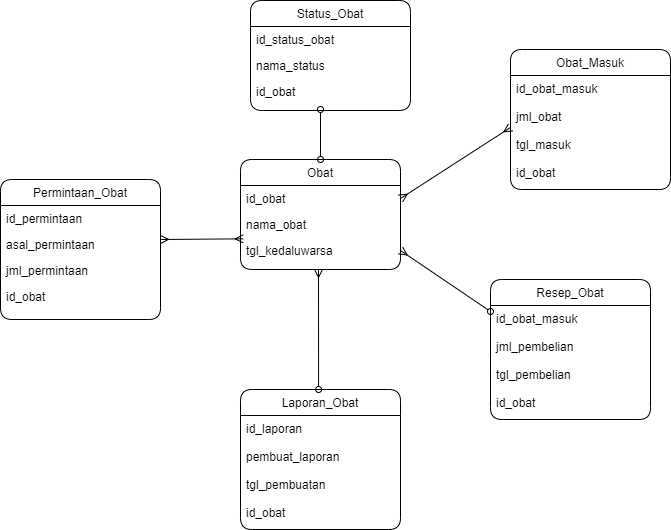 Status_Obat
id_status_obat
nama_status
id_obat
Obat_Masuk
id_obat_masuk
jml_obat
tgl_masuk
id_obat
Obat
id_obat
nama_obat
tgl_kedaluwarsa
Permintaan_Obat
id_permintaan
asal_permintaan
jml_permintaan
id_obat
Resep_Obat
id_obat_masuk
jml_pembelian
tgl_pembelian
id_obat
Laporan_Obat
id_laporan
pembuat_laporan
tgl_pembuatan
id_obat